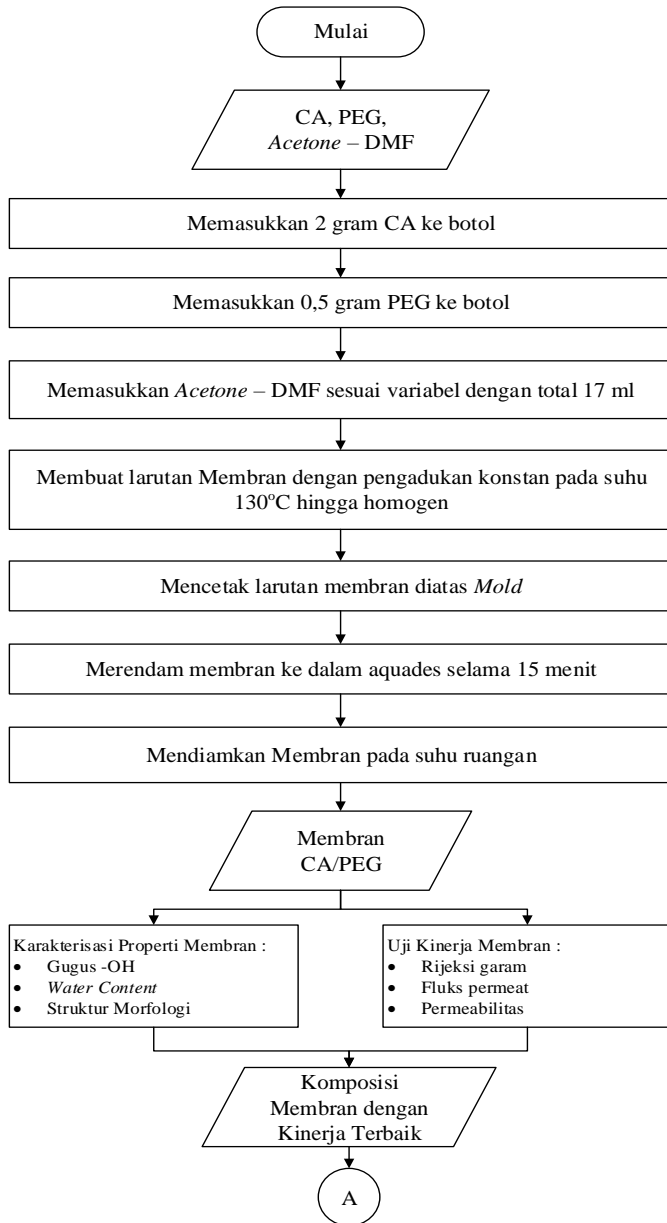 Mulai
CA, PEG,
Acetone – DMF
Memasukkan 2 gram CA ke botol
Memasukkan 0,5 gram PEG ke botol
Memasukkan Acetone – DMF sesuai variabel dengan total 17 ml
Membuat larutan Membran dengan pengadukan konstan pada suhu
130°C hingga homogen
Mencetak larutan membran diatas Mold
Merendam membran ke dalam aquades selama 15 menit
Mendiamkan Membran pada suhu ruangan
Membran
CA/PEG
Karakterisasi Properti Membran :
• Gugus -OH
• Water Content
• Struktur Morfologi
Uji Kinerja Membran :
• Rijeksi garam
• Fluks permeat
• Permeabilitas
Komposisi
Membran dengan
Kinerja Terbaik
A